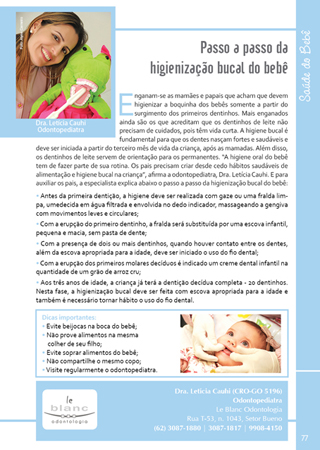 Passo a passo da
higienização bucal do bebê
Saúde do Bebê
Dra. Letícia Cauhi
Odontopediatra
Enganam-se as mamães e papais que acham que devem
higienizar a boquinha dos bebês somente a partir do
surgimento dos primeiros dentinhos. Mais enganados
ainda são os que acreditam que os dentinhos de leite não
precisam de cuidados, pois têm vida curta. A higiene bucal é
fundamental para que os dentes nasçam fortes e saudáveis e
deve ser iniciada a partir do terceiro mês de vida da criança, após as mamadas. Além disso,
os dentinhos de leite servem de orientação para os permanentes. "A higiene oral do bebê
tem de fazer parte de sua rotina. Os pais precisam criar desde cedo hábitos saudáveis de
alimentação e higiene bucal na criança", afirma a odontopediatra, Dra. Letícia Cauhi. E para
auxiliar os pais, a especialista explica abaixo o passo a passo da higienização bucal do bebê:
• Antes da primeira dentição, a higiene deve ser realizada com gaze ou uma fralda lim-
pa, umedecida em água filtrada e envolvida no dedo indicador, massageando a gengiva
com movimentos leves e circulares;
• Com a erupção do primeiro dentinho, a fralda será substituída por uma escova infantil,
pequena e macia, sem pasta de dente;
• Com a presença de dois ou mais dentinhos, quando houver contato entre os dentes,
além da escova apropriada para a idade, deve ser iniciado o uso do fio dental;
• Com a erupção dos primeiros molares decíduos é indicado um creme dental infantil na
quantidade de um grão de arroz cru;
• Aos três anos de idade, a criança já terá a dentição decídua completa - 20 dentinhos.
Nesta fase, a higienização bucal deve ser feita com escova apropriada para a idade e
também é necessário tornar hábito o uso do fio dental.
Dicas importantes:
• Evite beijocas na boca do bebê;
• Não prove alimentos na mesma
colher de seu filho;
• Evite soprar alimentos do bebê;
• Não compartilhe o mesmo copo;
• Visite regularmente o odontopediatra.
le
blanc
odontologia
Dra. Letícia Cauhi (CRO-GO 5196)
Odontopediatra
Le Blanc Odontologia
Rua T-53, n. 1043, Setor Bueno
(62) 3087-1880 | 3087-1817 | 9908-4150
77